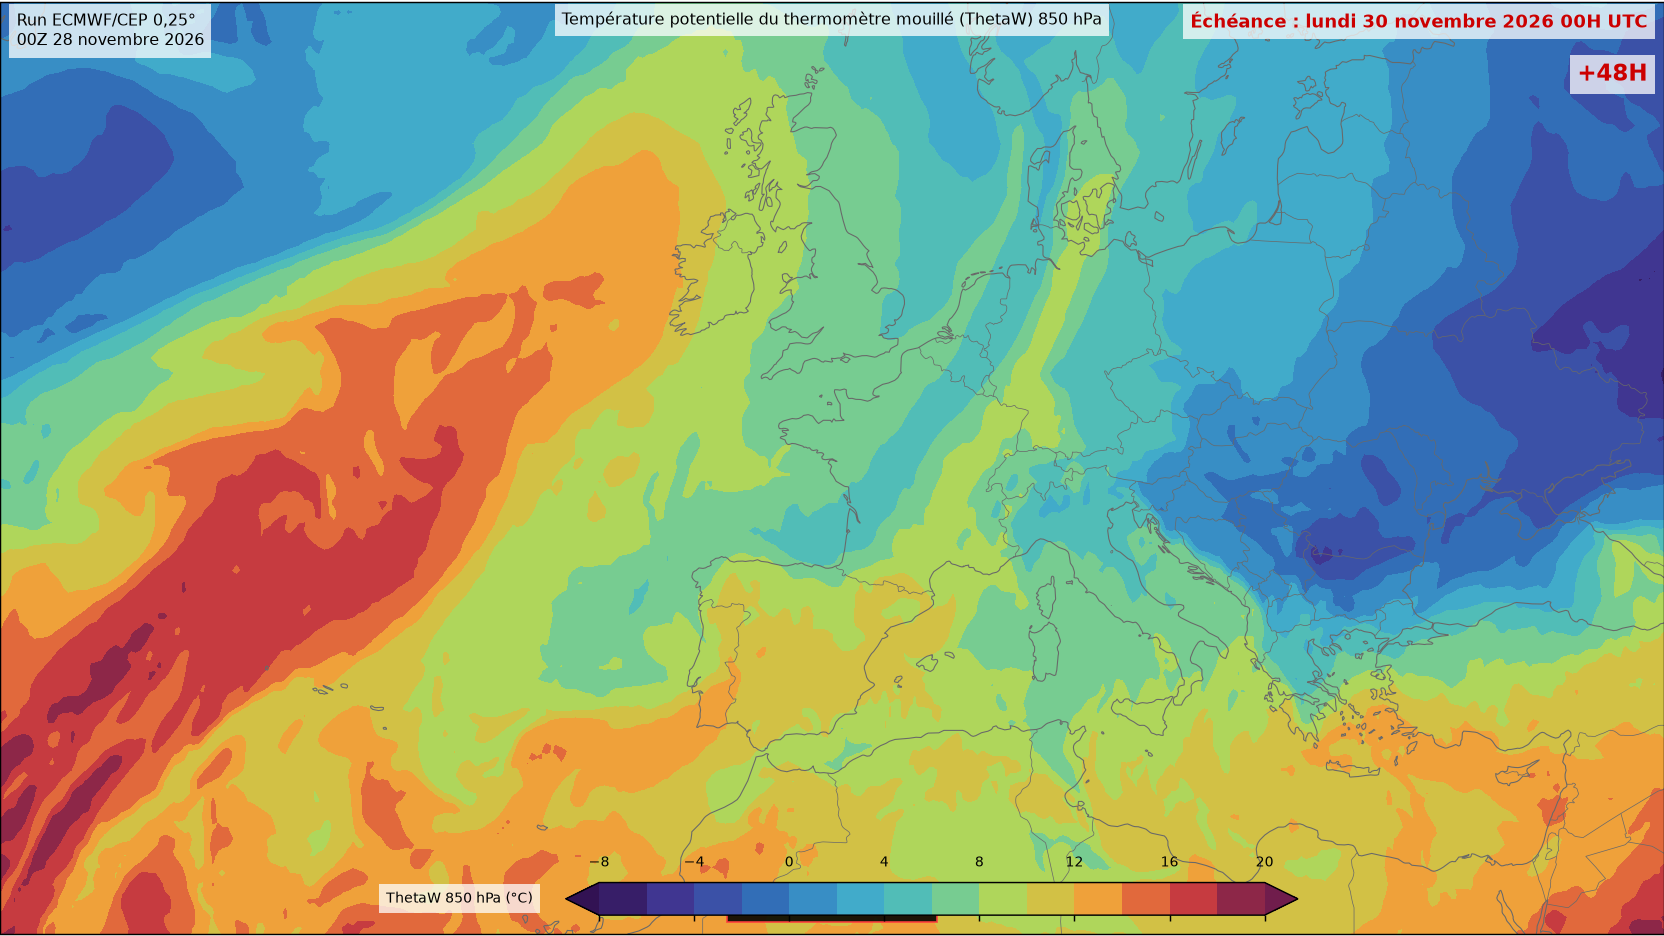 Run ECMWF/CEP 0,25°
00Z 28 novembre 2026
Température potentielle du thermomètre mouillé (ThetaW) 850 hPa
Échéance : lundi 30 novembre 2026 00H UTC
+48H
ThetaW 850 hPa (°C)
−8 −4 0 4 8 12 16 20